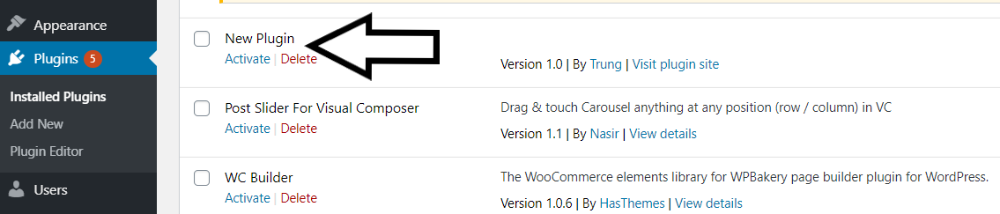 Appearance
Plugins 5
Installed Plugins
Add New
Plugin Editor
Users
New Plugin
Activate | Delete
Version 1.0 | By Trung | Visit plugin site
Post Slider For Visual Composer
Drag & touch Carousel anything at any position (row / column) in VC
Activate | Delete
Version 1.1 | By Nasir | View details
WC Builder
The WooCommerce elements library for WPBakery page builder plugin for WordPress.
Activate | Delete
Version 1.0.6 | By HasThemes | View details